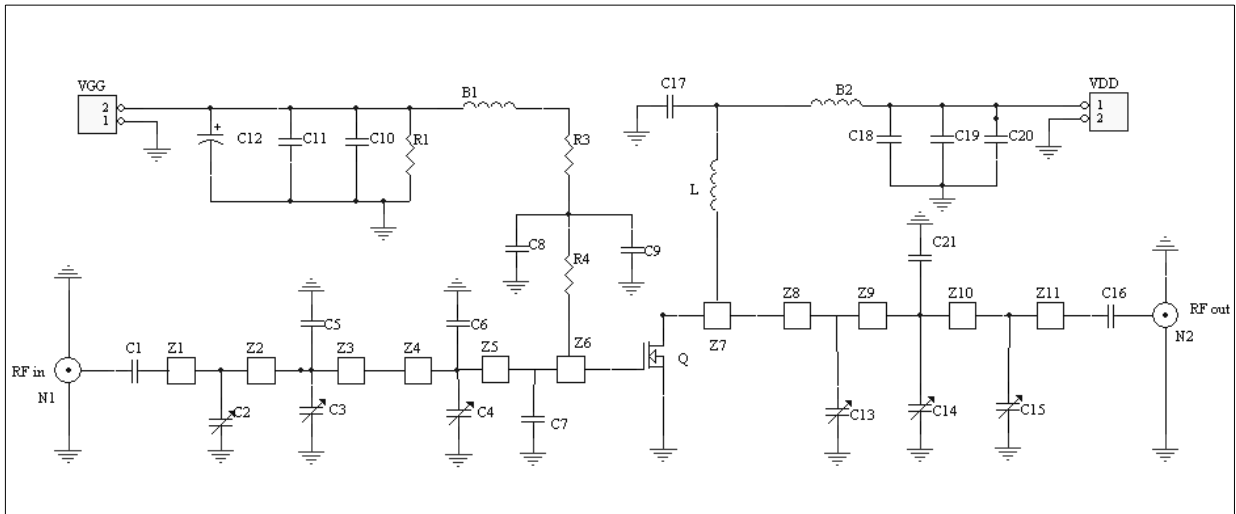 VGG
2
1
C12
+
C11
C10
R1
B1
R3
C8
C9
R4
C17
L
B2
C18
C19
C20
VDD
1
2
RF in
N1
C1
Z1
C2
Z2
C5
C3
Z3
Z4
C6
C4
Z5
C7
Z6
Q
Z7
Z8
C13
Z9
C21
C14
Z10
C15
Z11
C16
RF out
N2